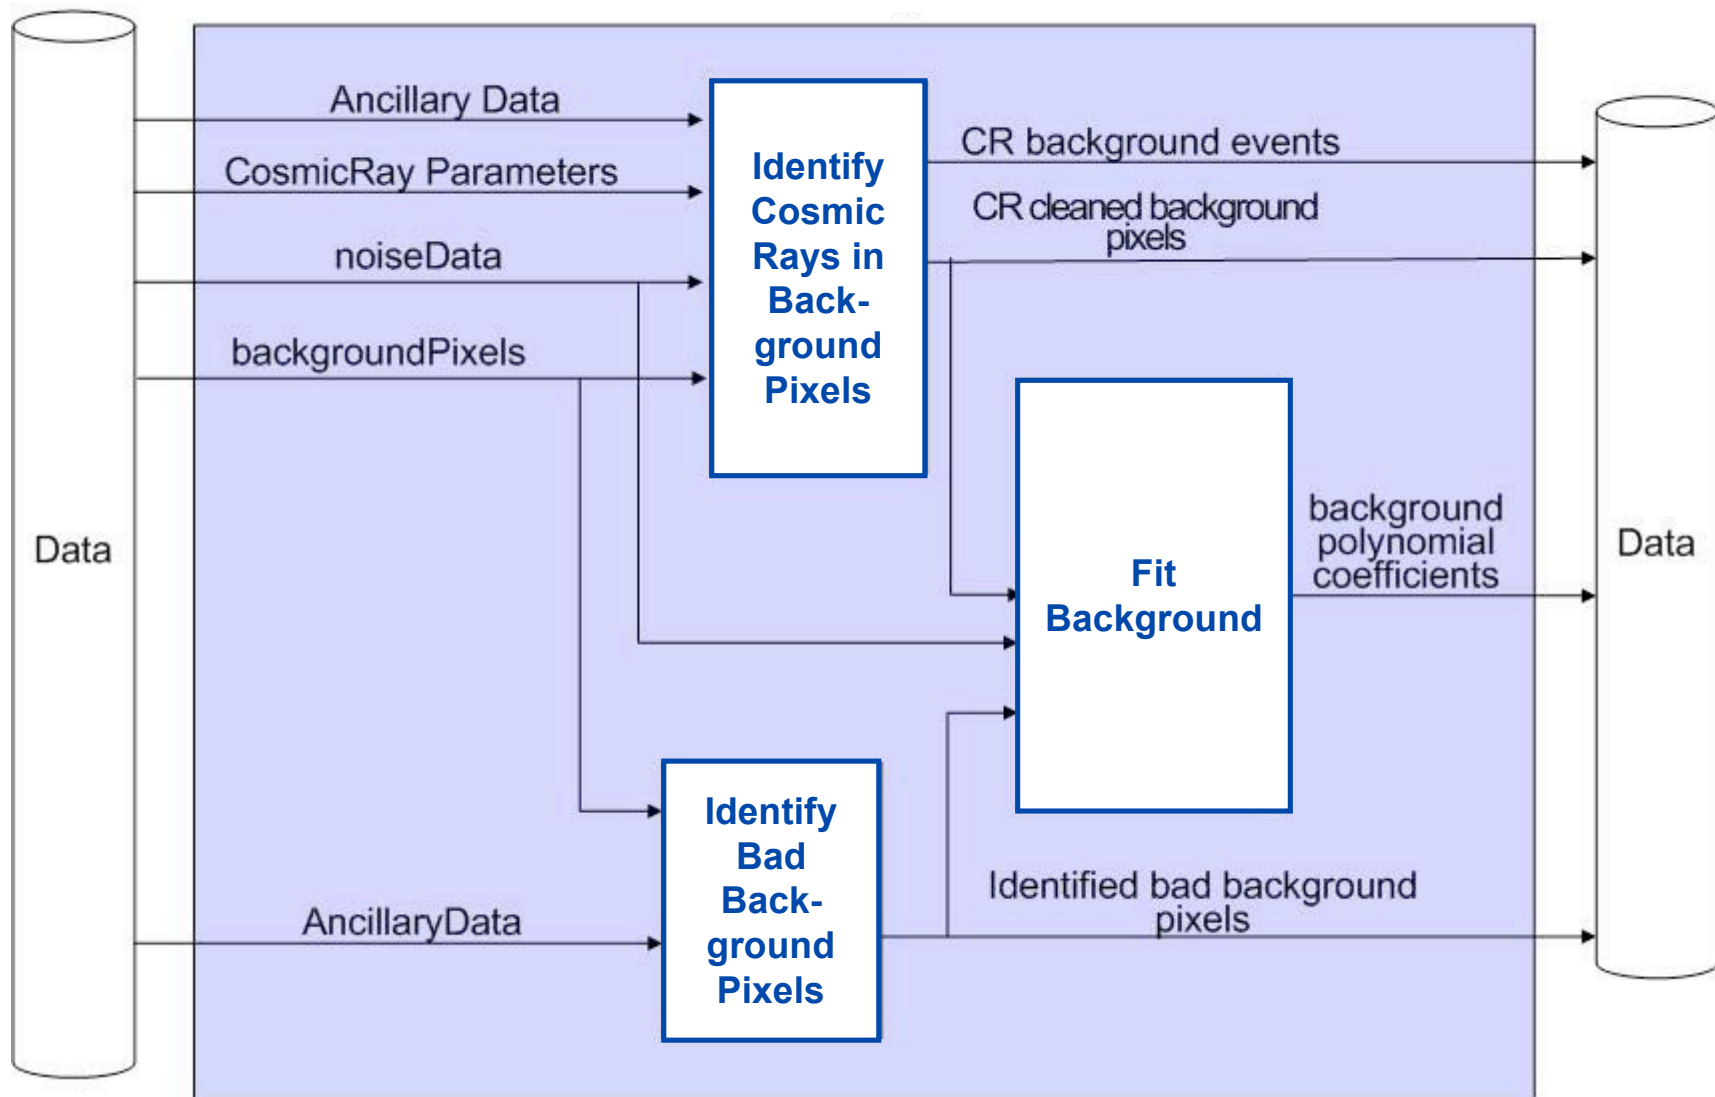 Data
Ancillary Data
CosmicRay Parameters
noiseData
backgroundPixels
AncillaryData
Identify
Cosmic
Rays in
Back-
ground
Pixels
Identify
Bad
Back-
ground
Pixels
Fit
Background
CR background events
CR cleaned background
pixels
background
polynomial
coefficients
Identified bad background
pixels
Data